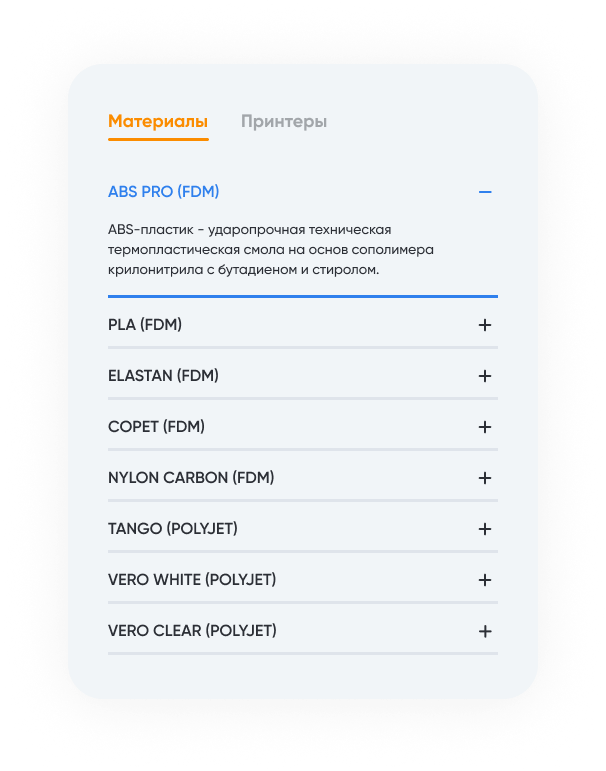 Материалы Принтеры
ABS PRO (FDM)
ABS-пластик - ударопрочная техническая
термопластическая смола на основ сополимера
крилонитрила с бутадиеном и стиролом.
PLA (FDM)
ELASTAN (FDM)
COPET (FDM)
NYLON CARBON (FDM)
TANGO (POLYJET)
VERO WHITE (POLYJET)
VERO CLEAR (POLYJET)